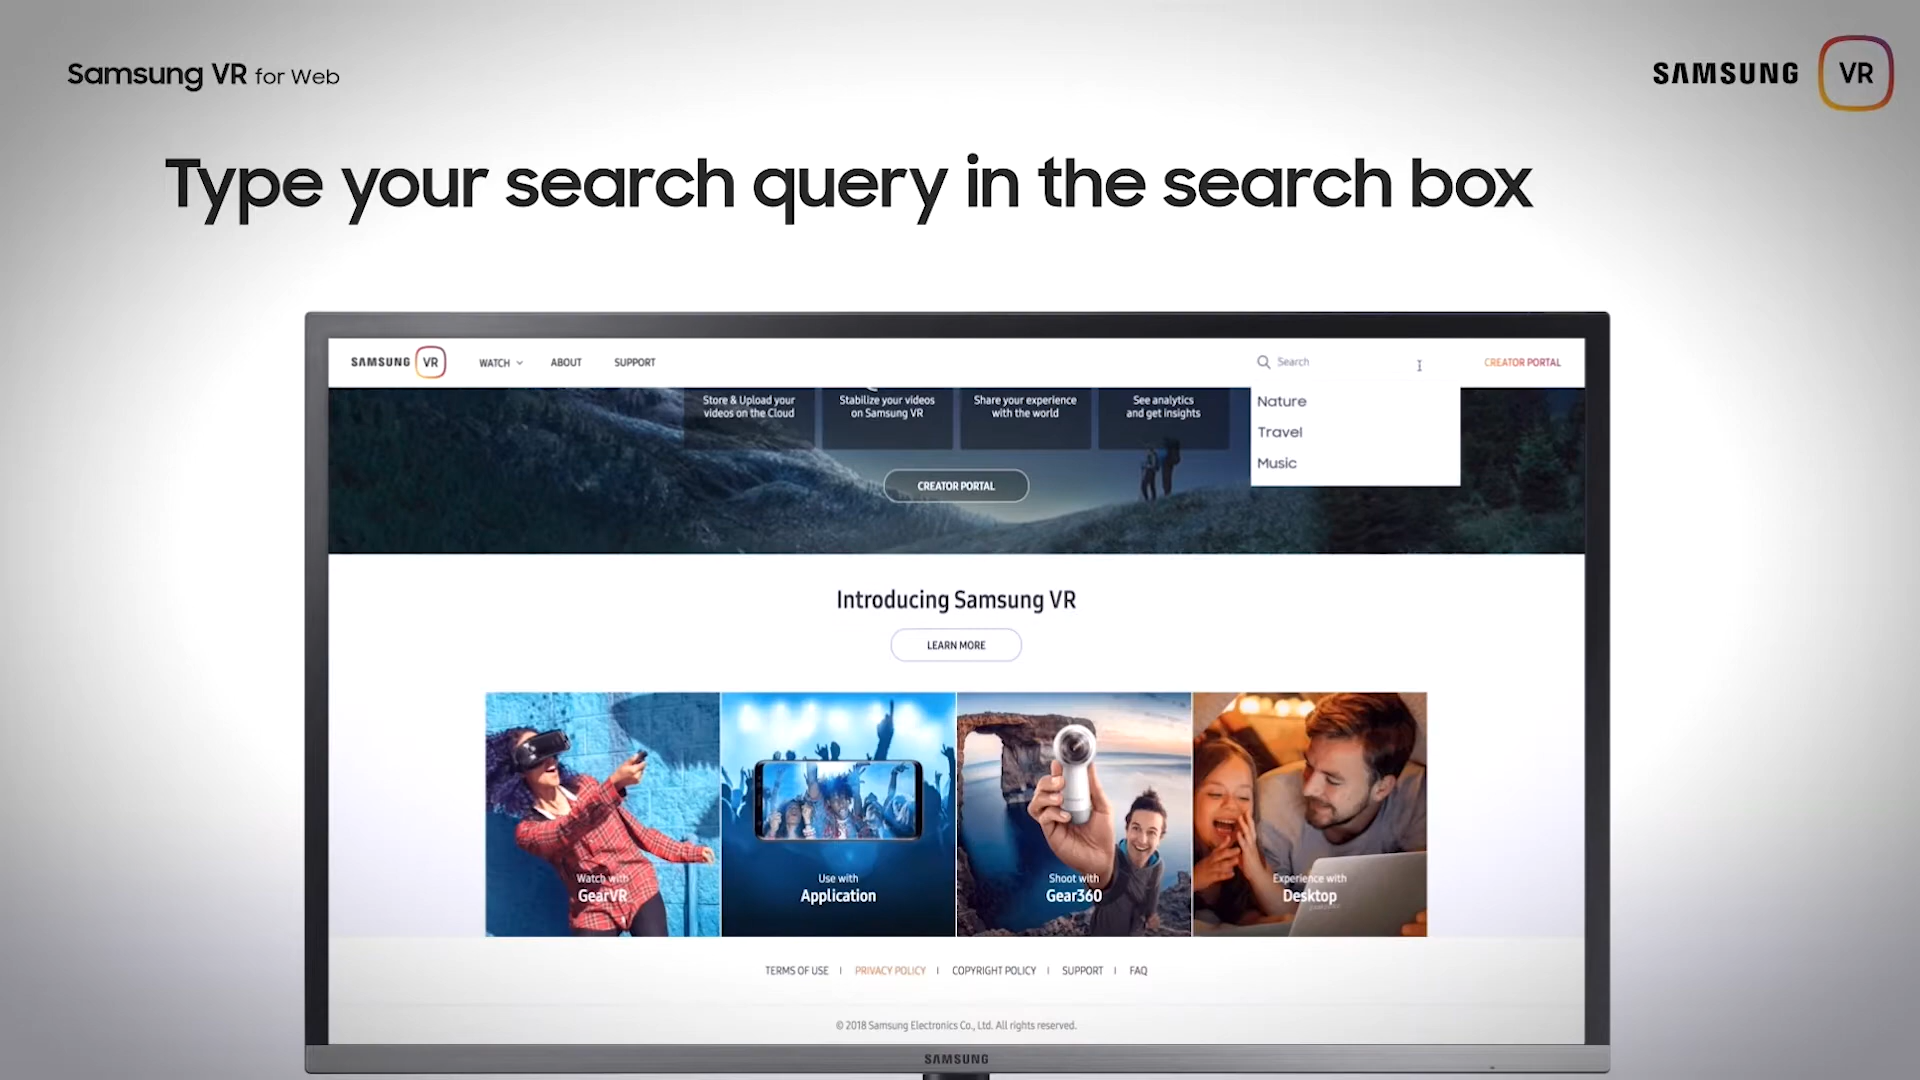 Samsung VR for Web
SAMSUNG VR
Type your search query in the search box
SAMSUNG VR
WATCH
ABOUT
SUPPORT
Search
CREATOR PORTAL
Nature
Travel
Music
Store & Upload your
videos on the Cloud
Stabilize your videos
on Samsung VR
Share your experience
with the world
See analytics
and get insights
CREATOR PORTAL
Introducing Samsung VR
LEARN MORE
Watch with
GearVR
Use with
Application
Shoot with
Gear360
Experience with
Desktop
TERMS OF USE | PRIVACY POLICY | COPYRIGHT POLICY | SUPPORT | FAQ
© 2018 Samsung Electronics Co., Ltd. All rights reserved.
SAMSUNG